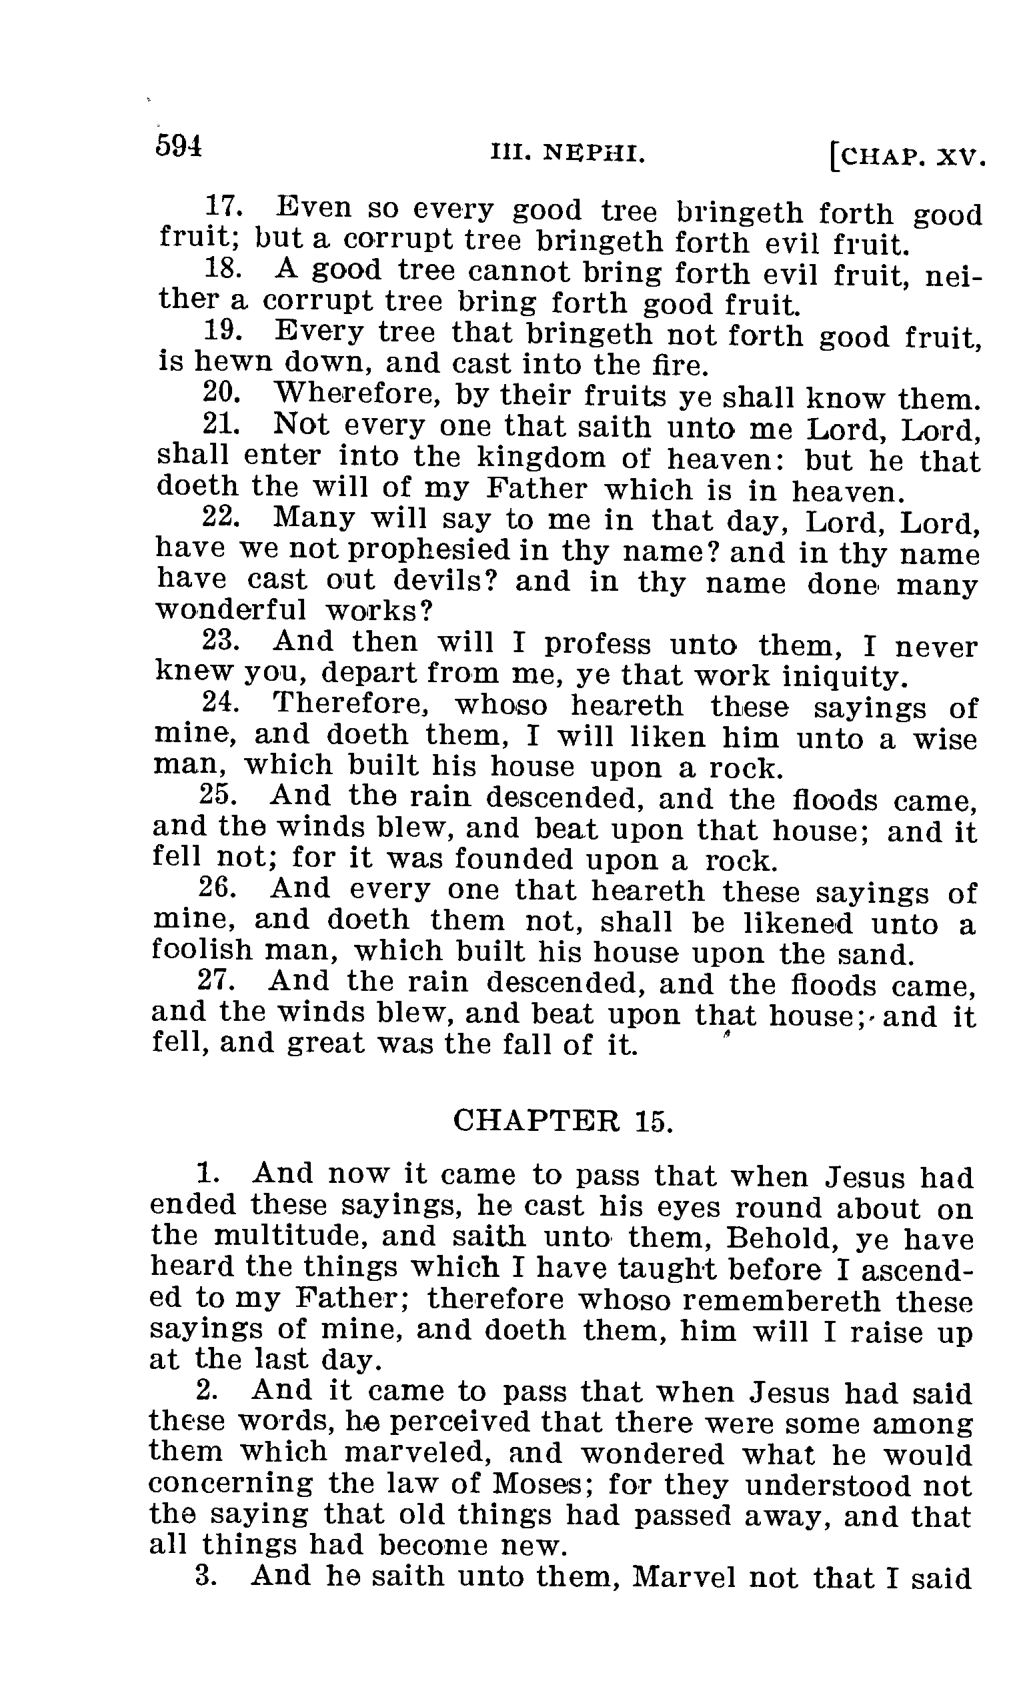 594 III. NEPHI. [CHAP. XV.
17. Even so every good tree bringeth forth good
fruit; but a corrupt tree bringeth forth evil fruit.
18. A good tree cannot bring forth evil fruit, nei-
ther a corrupt tree bring forth good fruit.
19. Every tree that bringeth not forth good fruit,
is hewn down, and cast into the fire.
20. Wherefore, by their fruits ye shall know them.
21. Not every one that saith unto me Lord, Lord,
shall enter into the kingdom of heaven: but he that
doeth the will of my Father which is in heaven.
22. Many will say to me in that day, Lord, Lord,
have we not prophesied in thy name? and in thy name
have cast out devils? and in thy name done many
wonderful works?
23. And then will I profess unto them, I never
knew you, depart from me, ye that work iniquity.
24. Therefore, whoso heareth these sayings of
mine, and doeth them, I will liken him unto a wise
man, which built his house upon a rock.
25. And the rain descended, and the floods came,
and the winds blew, and beat upon that house; and it
fell not; for it was founded upon a rock.
26. And every one that heareth these sayings of
mine, and doeth them not, shall be likened unto a
foolish man, which built his house upon the sand.
27. And the rain descended, and the floods came,
and the winds blew, and beat upon that house; and it
fell, and great was the fall of it.
CHAPTER 15.
1. And now it came to pass that when Jesus had
ended these sayings, he cast his eyes round about on
the multitude, and saith unto them, Behold, ye have
heard the things which I have taught before I ascend-
ed to my Father; therefore whoso remembereth these
sayings of mine, and doeth them, him will I raise up
at the last day.
2. And it came to pass that when Jesus had said
these words, he perceived that there were some among
them which marveled, and wondered what he would
concerning the law of Moses; for they understood not
the saying that old things had passed away, and that
all things had become new.
3. And he saith unto them, Marvel not that I said